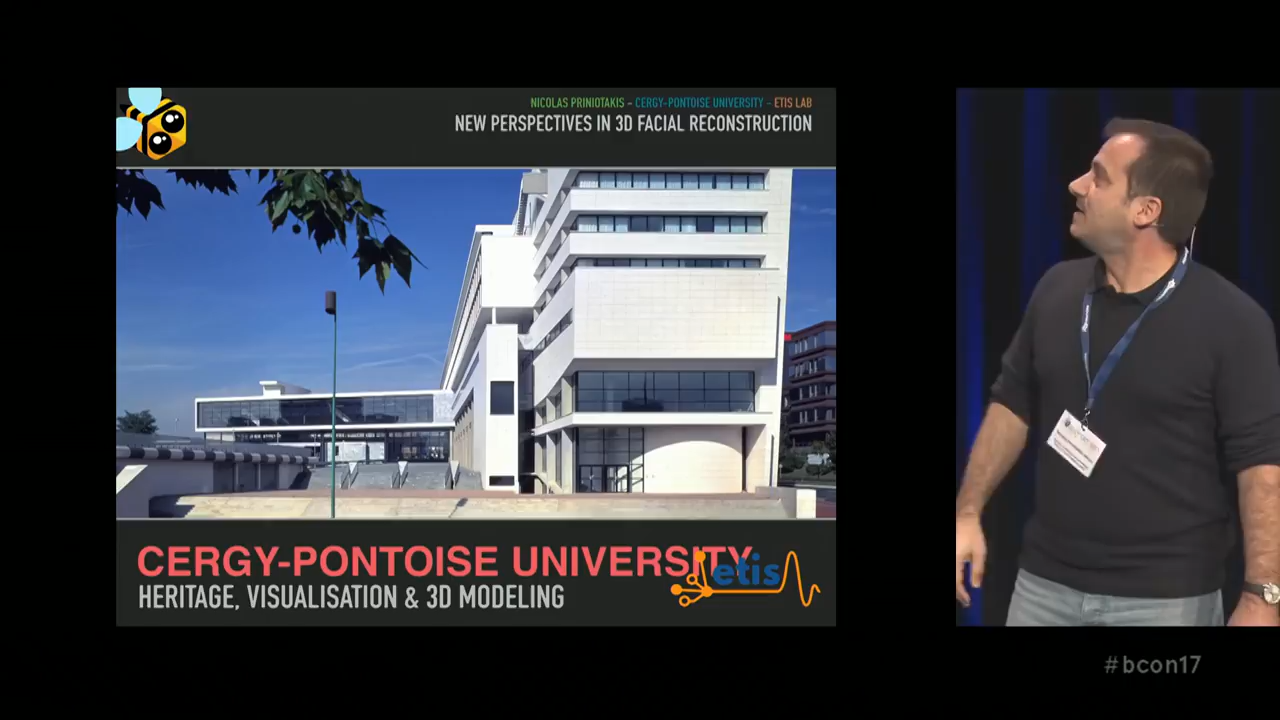 NICOLAS PRINIOTAKIS - CERGY-PONTOISE UNIVERSITY - ETIS LAB
NEW PERSPECTIVES IN 3D FACIAL RECONSTRUCTION
CERGY-PONTOISE UNIVERSITY
etis
HERITAGE, VISUALISATION & 3D MODELING
#bcon17